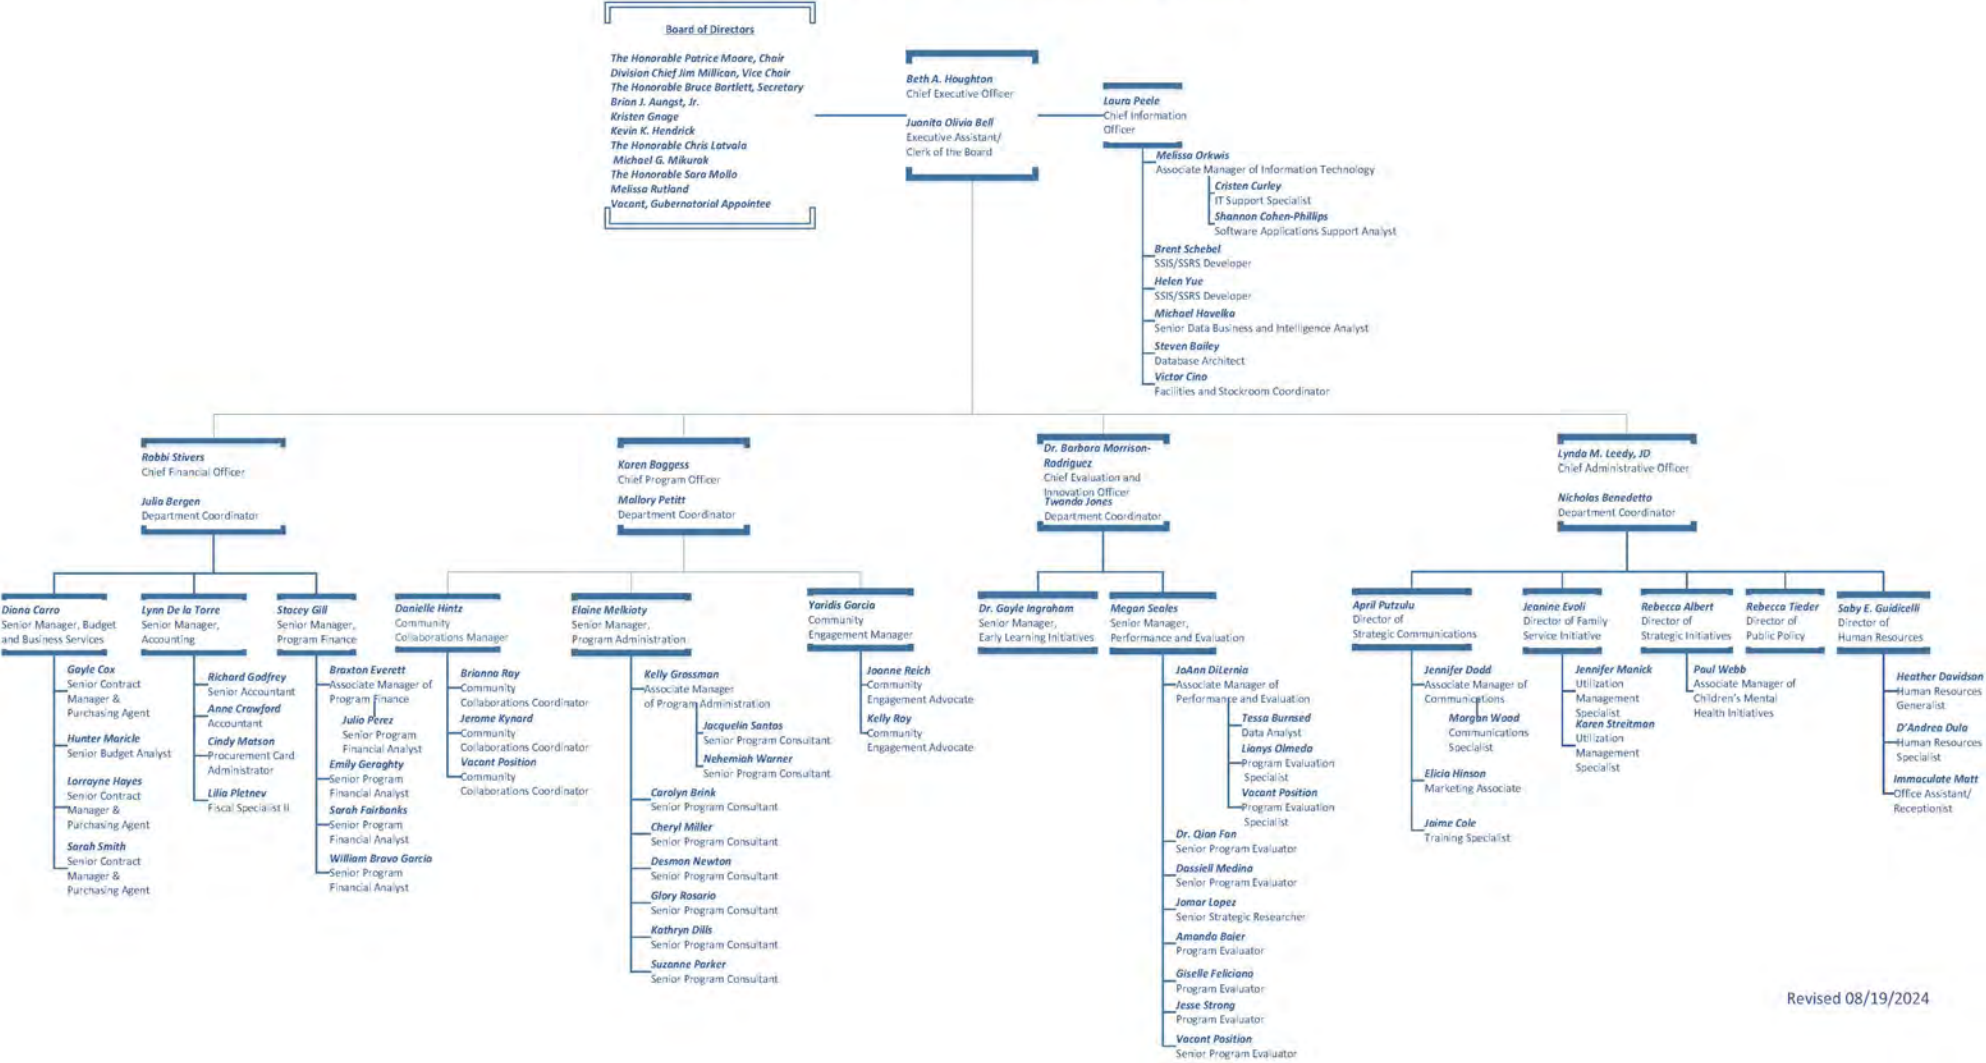 Board of Directors
The Honorable Patrice Moore, Chair
Division Chief Jim Millican, Vice Chair
The Honorable Bruce Bartlett, Secretary
Brian J. Aungst, Jr.
Kristen Gnage
Kevin K. Hendrick
The Honorable Chris Latvala
Michael G. Mikurak
The Honorable Sara Mollo
Melissa Rutland
Vacant, Gubernatorial Appointee
Beth A. Houghton
Chief Executive Officer
Juanita Olivia Bell
Executive Assistant/
Clerk of the Board
Laura Peele
Chief Information
Officer
Melissa Orkwis
Associate Manager of Information Technology
Cristen Curley
IT Support Specialist
Shannon Cohen-Phillips
Software Applications Support Analyst
Brent Schebel
SSIS/SSRS Developer
Helen Yue
SSIS/SSRS Developer
Michael Havelka
Senior Data Business and Intelligence Analyst
Steven Bailey
Database Architect
Victor Cino
Facilities and Stockroom Coordinator
Robbi Stivers
Chief Financial Officer
Julia Bergen
Department Coordinator
Diana Carro
Senior Manager, Budget
and Business Services
Gayle Cox
Senior Contract
Manager &
Purchasing Agent
Hunter Maricle
Senior Budget Analyst
Lorrayne Hayes
Senior Contract
Manager &
Purchasing Agent
Sarah Smith
Senior Contract
Manager &
Purchasing Agent
Lynn De la Torre
Senior Manager,
Accounting
Richard Godfrey
Senior Accountant
Anne Crawford
Accountant
Cindy Matson
Procurement Card
Administrator
Lilia Pletnev
Fiscal Specialist II
Stacey Gill
Senior Manager,
Program Finance
Braxton Everett
Associate Manager of
Program Finance
Julio Perez
Senior Program
Financial Analyst
Emily Geraghty
Senior Program
Financial Analyst
Sarah Fairbanks
Senior Program
Financial Analyst
William Bravo Garcia
Senior Program
Financial Analyst
Karen Boggess
Chief Program Officer
Mallory Petitt
Department Coordinator
Danielle Hintz
Community
Collaborations Manager
Brianna Ray
Community
Collaborations Coordinator
Jerome Kynard
Community
Collaborations Coordinator
Vacant Position
Community
Collaborations Coordinator
Elaine Melkioty
Senior Manager,
Program Administration
Kelly Grossman
Associate Manager
of Program Administration
Jacquelin Santos
Senior Program Consultant
Nehemiah Warner
Senior Program Consultant
Carolyn Brink
Senior Program Consultant
Cheryl Miller
Senior Program Consultant
Desmon Newton
Senior Program Consultant
Glory Rosario
Senior Program Consultant
Kathryn Dills
Senior Program Consultant
Suzanne Parker
Senior Program Consultant
Yaridis Garcia
Community
Engagement Manager
Joanne Reich
Community
Engagement Advocate
Kelly Roy
Community
Engagement Advocate
Dr. Barbara Morrison-
Rodriguez
Chief Evaluation and
Innovation Officer
Twanda Jones
Department Coordinator
Dr. Gayle Ingraham
Senior Manager,
Early Learning Initiatives
Megan Seales
Senior Manager,
Performance and Evaluation
JoAnn DiLernia
Associate Manager of
Performance and Evaluation
Tessa Burnsed
Data Analyst
Lianys Olmeda
Program Evaluation
Specialist
Vacant Position
Program Evaluation
Specialist
Dr. Qian Fan
Senior Program Evaluator
Dassiell Medina
Senior Program Evaluator
Jomar Lopez
Senior Strategic Researcher
Amanda Baier
Program Evaluator
Giselle Feliciano
Program Evaluator
Jesse Strong
Program Evaluator
Vacant Position
Senior Program Evaluator
Lynda M. Leedy, JD
Chief Administrative Officer
Nicholas Benedetto
Department Coordinator
April Putzulu
Director of
Strategic Communications
Jennifer Dodd
Associate Manager of
Communications
Morgan Wood
Communications
Specialist
Elicia Hinson
Marketing Associate
Jaime Cole
Training Specialist
Jeanine Evoli
Director of Family
Service Initiative
Jennifer Manick
Utilization
Management
Specialist
Karen Streitman
Utilization
Management
Specialist
Rebecca Albert
Director of
Strategic Initiatives
Paul Webb
Associate Manager of
Children's Mental
Health Initiatives
Rebecca Tieder
Director of
Public Policy
Saby E. Guidicelli
Director of
Human Resources
Heather Davidson
Human Resources
Generalist
D'Andrea Dula
Human Resources
Specialist
Immaculate Matt
Office Assistant/
Receptionist
Revised 08/19/2024